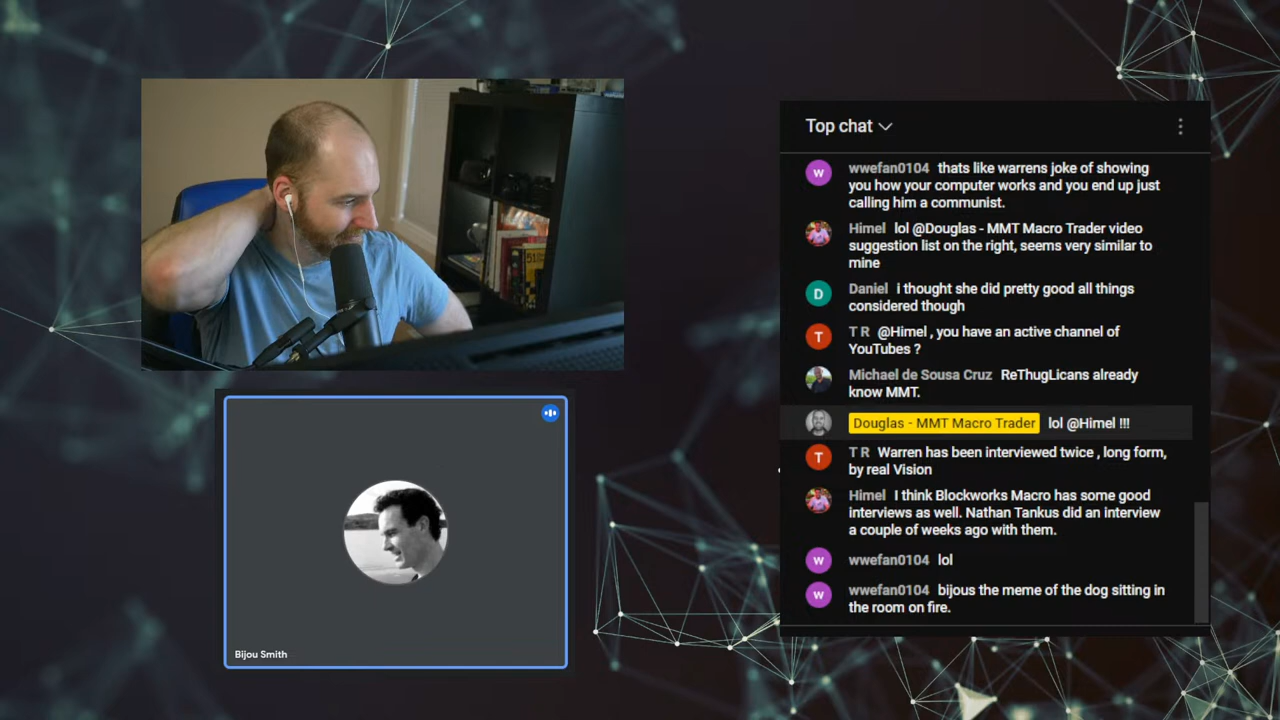 Top chat
wwefan0104 thats like warrens joke of showing
you how your computer works and you end up just
calling him a communist.
Himel lol @Douglas - MMT Macro Trader video
suggestion list on the right, seems very similar to
mine
Daniel i thought she did pretty good all things
considered though
T R @Himel , you have an active channel of
YouTubes ?
Michael de Sousa Cruz ReThugLicans already
know MMT.
Douglas - MMT Macro Trader lol @Himel !!!
T R Warren has been interviewed twice , long form,
by real Vision
Himel I think Blockworks Macro has some good
interviews as well. Nathan Tankus did an interview
a couple of weeks ago with them.
wwefan0104 lol
wwefan0104 bijous the meme of the dog sitting in
the room on fire.
W
D
T
T
W
W
Bijou Smith